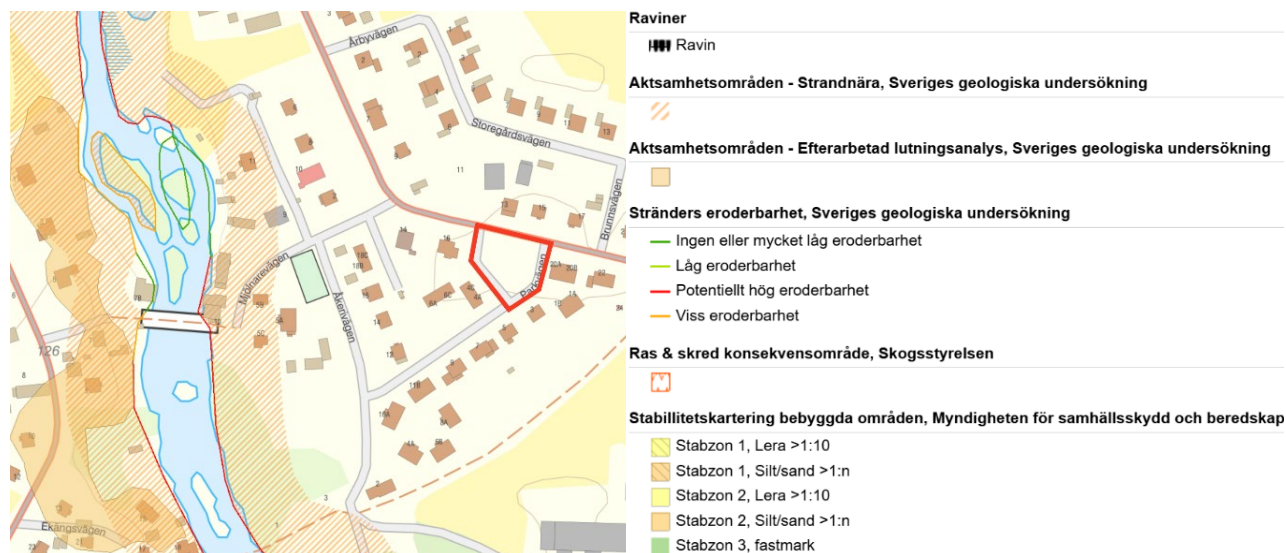 Årbyvägen
Storegårdsvägen
Brunnsvägen
Mjölnarevägen
Åkenvägen
Parkvägen
Ekängsvägen
126
Raviner
Ravin
Aktsamhetsområden - Strandnära, Sveriges geologiska undersökning
Aktsamhetsområden - Efterarbetad lutningsanalys, Sveriges geologiska undersökning
Stränders eroderbarhet, Sveriges geologiska undersökning
Ingen eller mycket låg eroderbarhet
Låg eroderbarhet
Potentiellt hög eroderbarhet
Viss eroderbarhet
Ras & skred konsekvensområde, Skogsstyrelsen
Stabillitetskartering bebyggda områden, Myndigheten för samhällsskydd och beredskap
Stabzon 1, Lera >1:10
Stabzon 1, Silt/sand >1:n
Stabzon 2, Lera >1:10
Stabzon 2, Silt/sand >1:n
Stabzon 3, fastmark